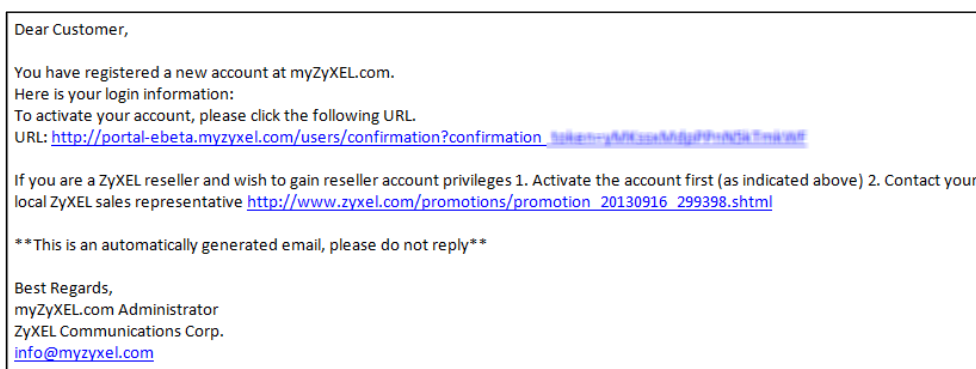 Dear Customer,
You have registered a new account at myZyXEL.com.
Here is your login information:
To activate your account, please click the following URL.
URL: http://portal-ebeta.myzyxel.com/users/confirmation?confirmation_
If you are a ZyXEL reseller and wish to gain reseller account privileges 1. Activate the account first (as indicated above) 2. Contact your
local ZyXEL sales representative http://www.zyxel.com/promotions/promotion_20130916_299398.shtml
**This is an automatically generated email, please do not reply**
Best Regards,
myZyXEL.com Administrator
ZyXEL Communications Corp.
info@myzyxel.com